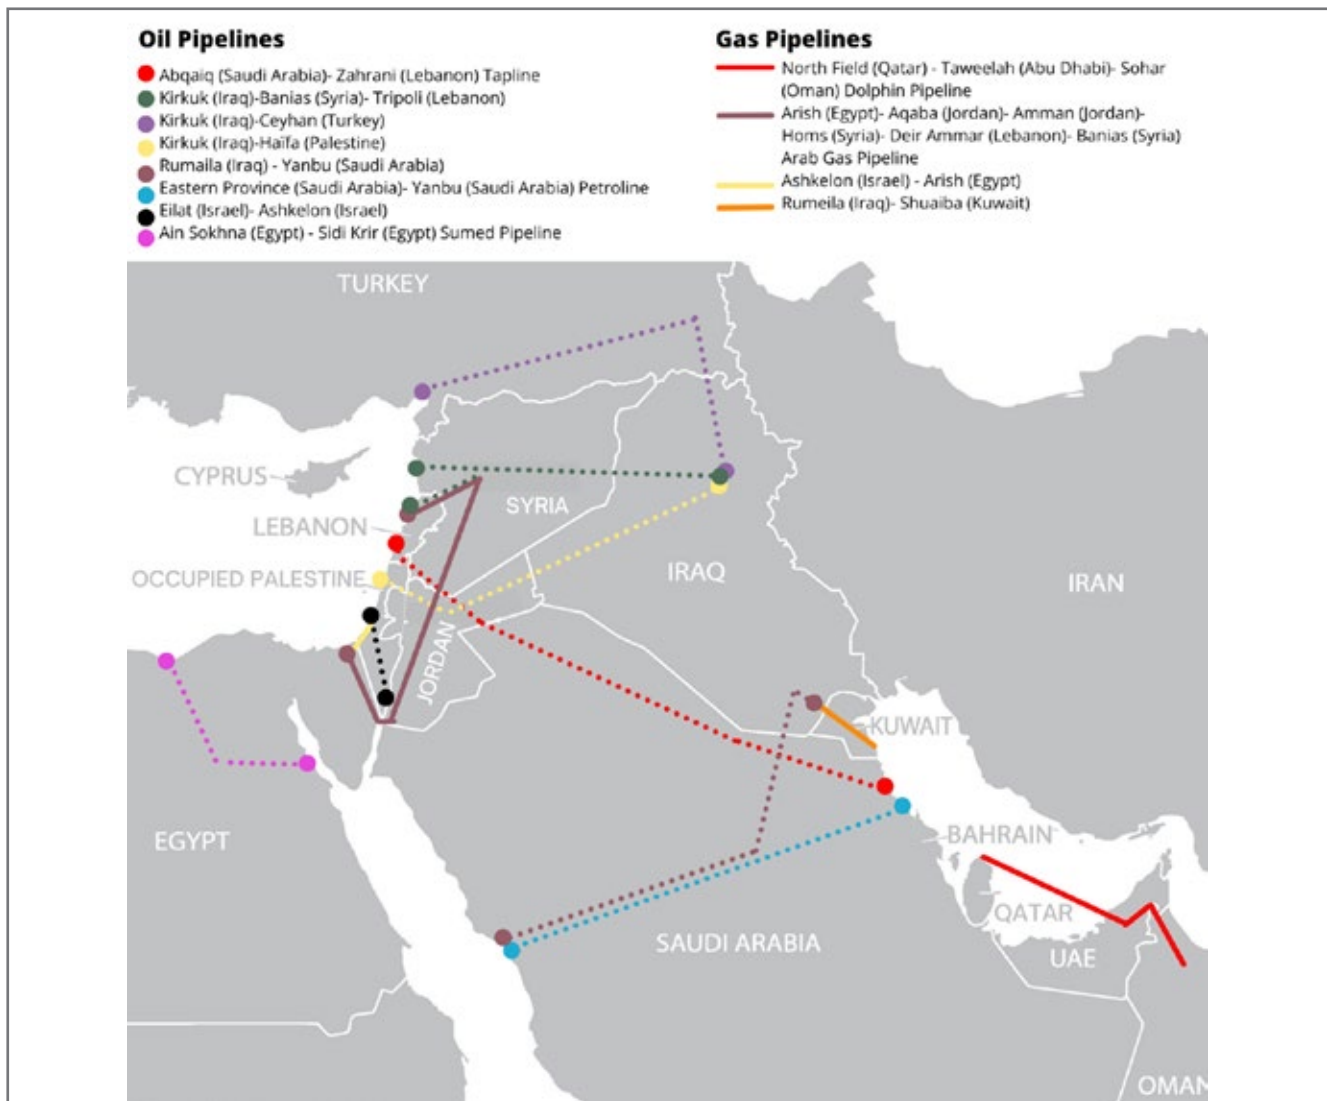 Oil Pipelines
Abqaiq (Saudi Arabia)- Zahrani (Lebanon) Tapline
Kirkuk (Iraq)-Banias (Syria)- Tripoli (Lebanon)
Kirkuk (Iraq)-Ceyhan (Turkey)
Kirkuk (Iraq)-Haïfa (Palestine)
Rumaila (Iraq) - Yanbu (Saudi Arabia)
Eastern Province (Saudi Arabia)- Yanbu (Saudi Arabia) Petroline
Eilat (Israel)- Ashkelon (Israel)
Ain Sokhna (Egypt) - Sidi Krir (Egypt) Sumed Pipeline
Gas Pipelines
North Field (Qatar) - Taweelah (Abu Dhabi)- Sohar
(Oman) Dolphin Pipeline
Arish (Egypt)- Aqaba (Jordan)- Amman (Jordan)-
Homs (Syria)- Deir Ammar (Lebanon)- Banias (Syria)
Arab Gas Pipeline
Ashkelon (Israel) - Arish (Egypt)
Rumeila (Iraq)- Shuaiba (Kuwait)
TURKEY
CYPRUS
SYRIA
LEBANON
IRAQ
OCCUPIED PALESTINE
IRAN
JORDAN
KUWAIT
EGYPT
BAHRAIN
QATAR
SAUDI ARABIA
UAE
OMAN